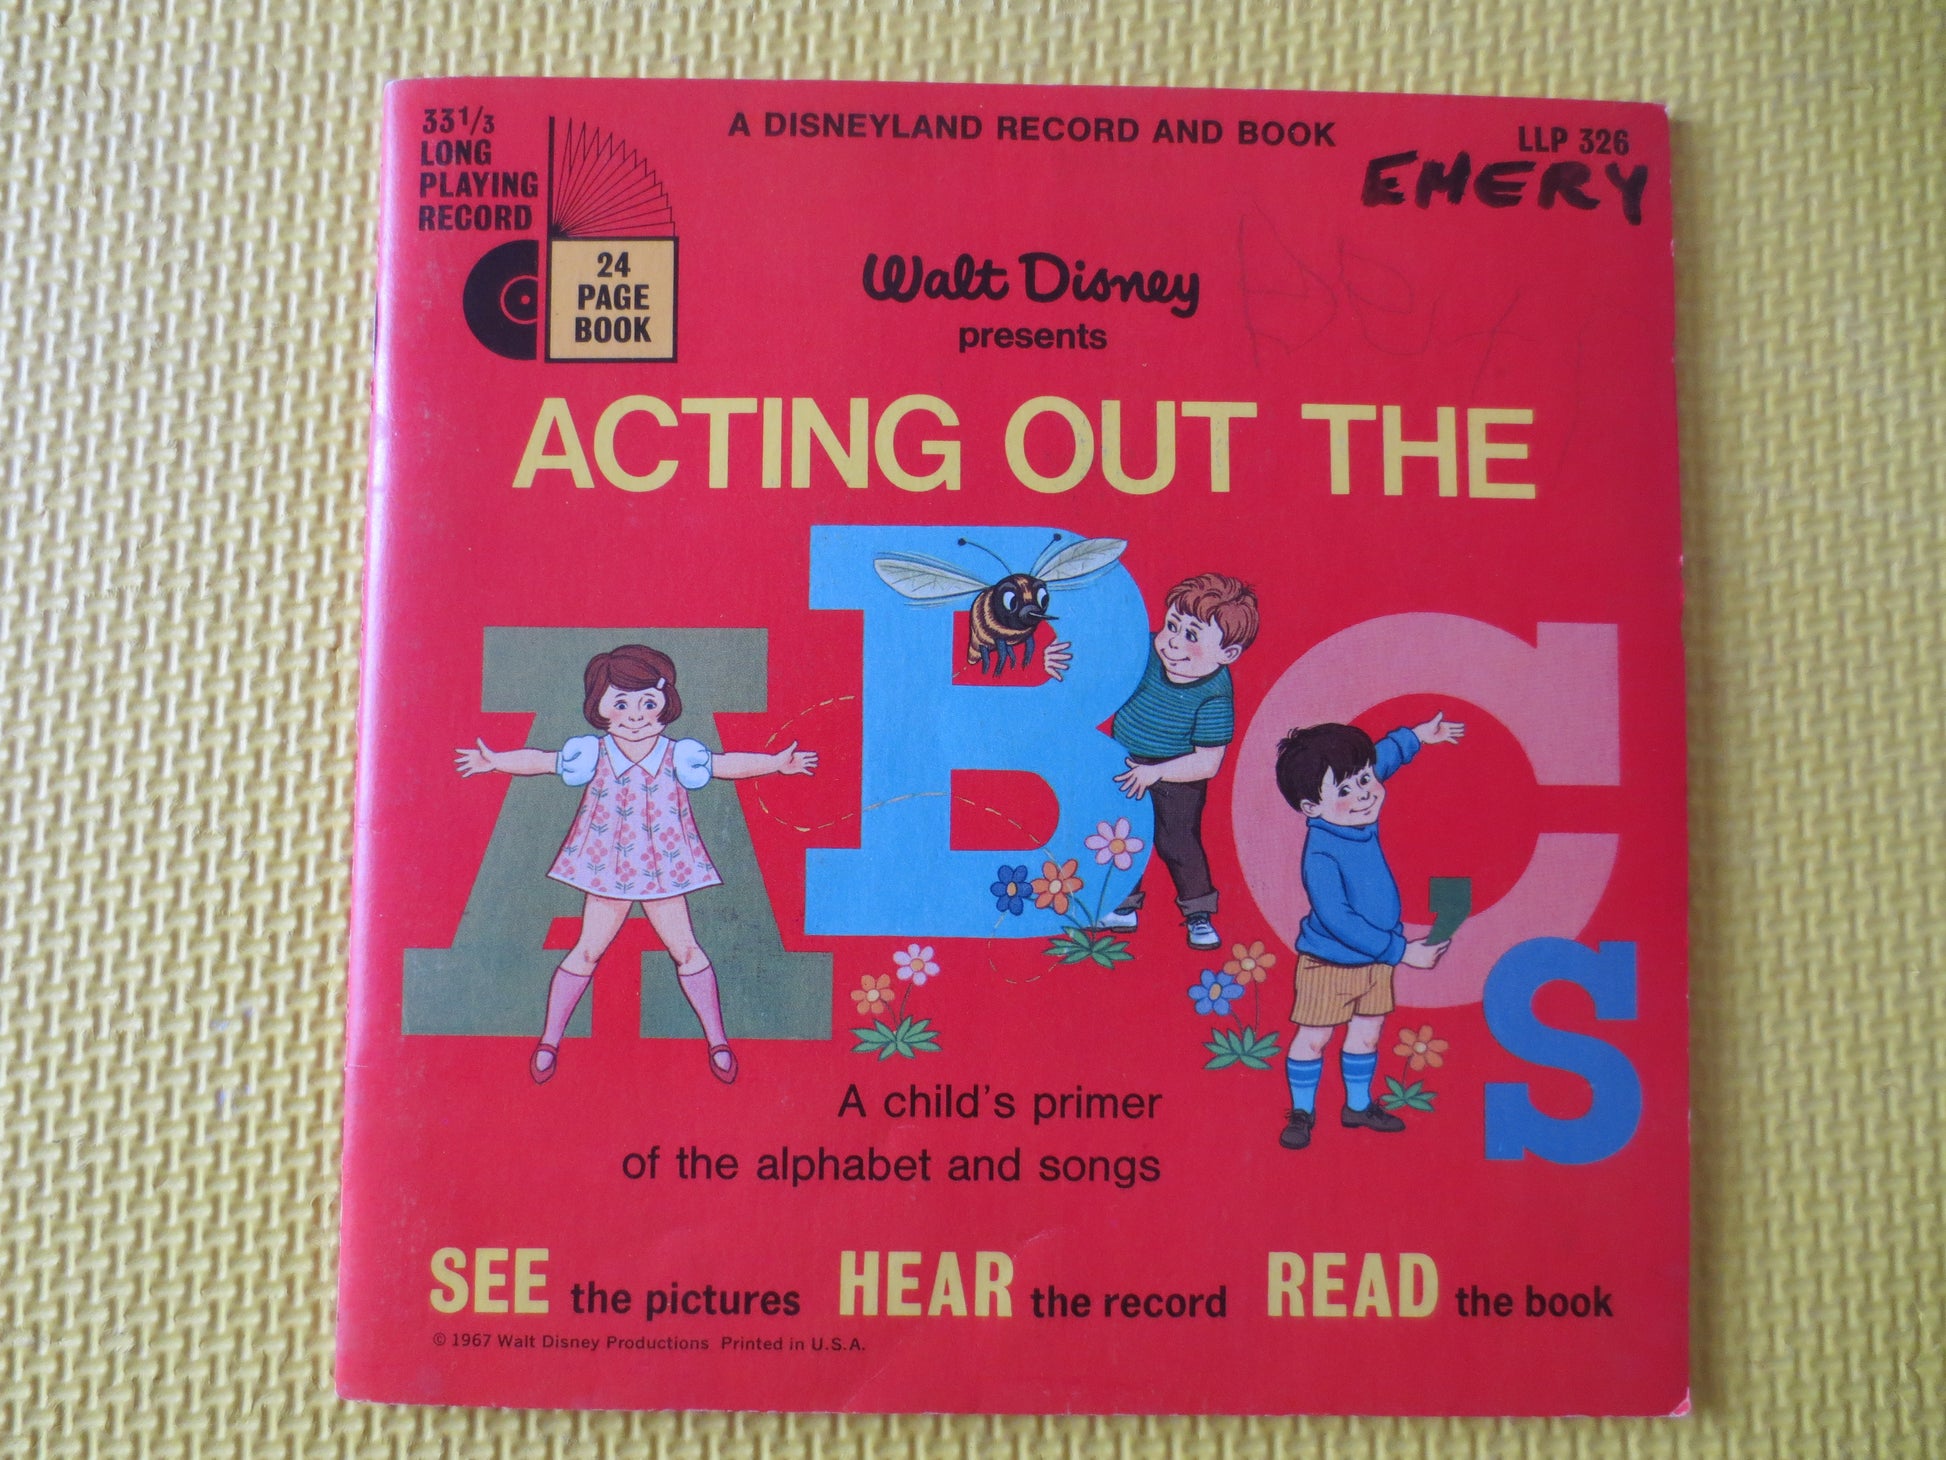 33 1/3
LONG
PLAYING
RECORD
24
PAGE
BOOK
A DISNEYLAND RECORD AND BOOK
LLP 326
EMERY
Walt Disney
presents
ACTING OUT THE
ABC's
A child's primer
of the alphabet and songs
SEE the pictures HEAR the record READ the book
© 1967 Walt Disney Productions Printed in U.S.A.